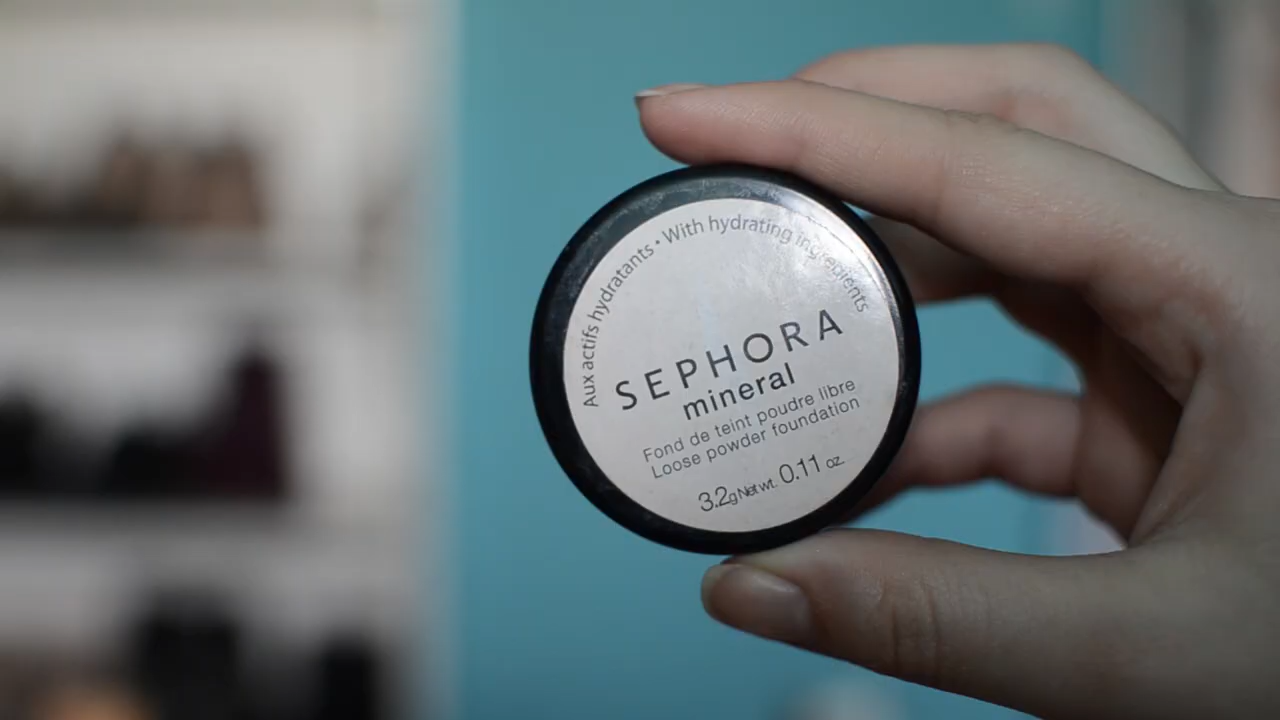 Aux actifs hydratants • With hydrating ingredients
SEPHORA
mineral
Fond de teint poudre libre
Loose powder foundation
3.2g Net wt. 0.11 oz.